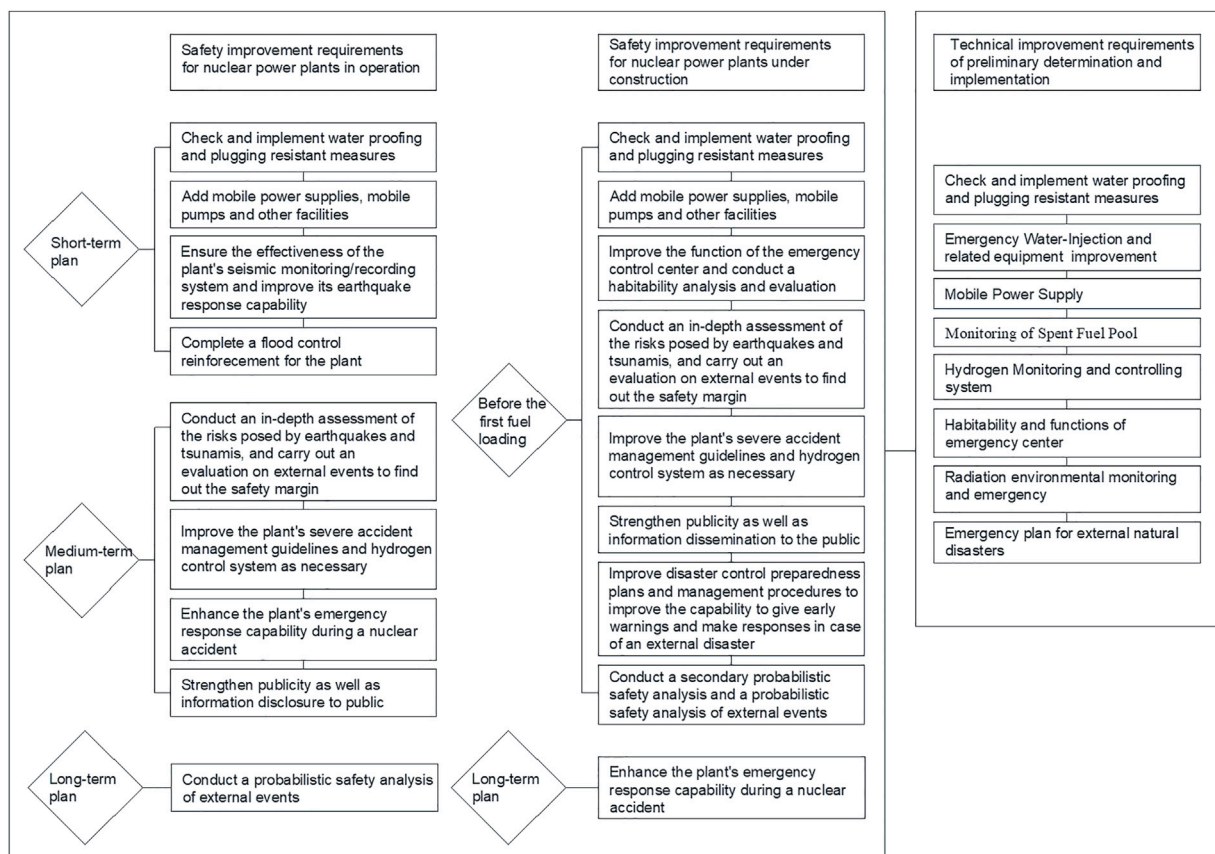 Safety improvement requirements
for nuclear power plants in operation
Short-term
plan
Check and implement water proofing
and plugging resistant measures
Add mobile power supplies, mobile
pumps and other facilities
Ensure the effectiveness of the
plant's seismic monitoring/recording
system and improve its earthquake
response capability
Complete a flood control
reinforecement for the plant
Medium-term
plan
Conduct an in-depth assessment of
the risks posed by earthquakes and
tsunamis, and carry out an
evaluation on external events to find
out the safety margin
Improve the plant's severe accident
management guidelines and hydrogen
control system as necessary
Enhance the plant's emergency
response capability during a nuclear
accident
Strengthen publicity as well as
information disclosure to public
Long-term
plan
Conduct a probabilistic safety analysis
of external events
Safety improvement requirements
for nuclear power plants under
construction
Before the
first fuel
loading
Check and implement water proofing
and plugging resistant measures
Add mobile power supplies, mobile
pumps and other facilities
Improve the function of the emergency
control center and conduct a
habitability analysis and evaluation
Conduct an in-depth assessment of
the risks posed by earthquakes and
tsunamis, and carry out an
evaluation on external events to find
out the safety margin
Improve the plant's severe accident
management guidelines and hydrogen
control system as necessary
Strengthen publicity as well as
information dissemination to the public
Improve disaster control preparedness
plans and management procedures to
improve the capability to give early
warnings and make responses in case
of an external disaster
Conduct a secondary probabilistic
safety analysis and a probabilistic
safety analysis of external events
Long-term
plan
Enhance the plant's emergency
response capability during a nuclear
accident
Technical improvement requirements
of preliminary determination and
implementation
Check and implement water proofing
and plugging resistant measures
Emergency Water-Injection and
related equipment improvement
Mobile Power Supply
Monitoring of Spent Fuel Pool
Hydrogen Monitoring and controlling
system
Habitability and functions of
emergency center
Radiation environmental monitoring
and emergency
Emergency plan for external natural
disasters